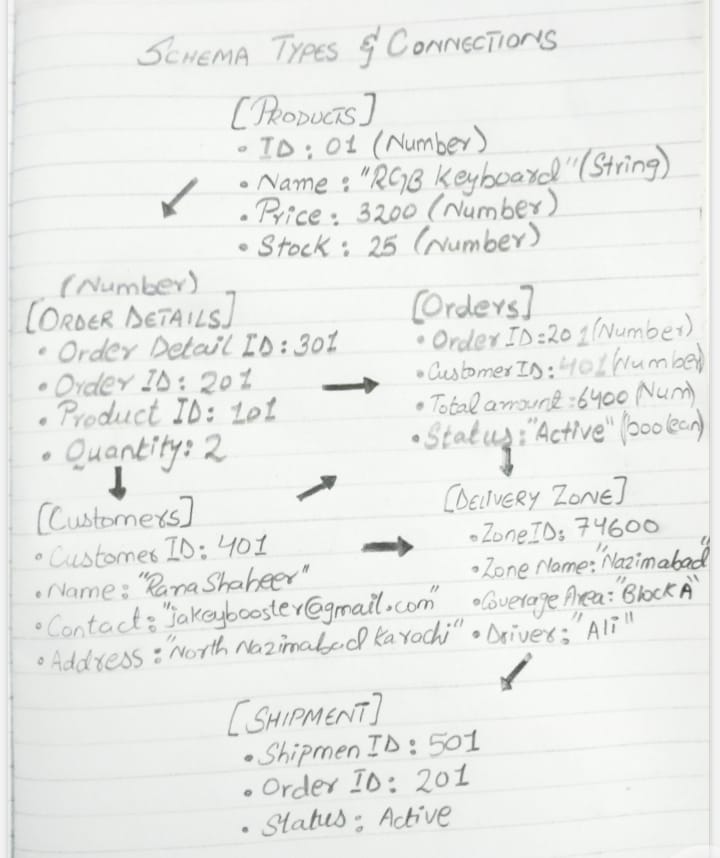 SCHEMA TYPES & CONNECTIONS
[PRODUCTS]
• ID: 01 (Number)
• Name: "RGB Keyboard" (String)
• Price: 3200 (Number)
• Stock: 25 (Number)
(Number)
[ORDER DETAILS]
• Order Detail ID: 301
• Order ID: 201
• Product ID: 101
• Quantity: 2
[Orders]
• Order ID=201 (Number)
• Customer ID: 401 (Number)
• Total amount: 6400 (Num)
• Status: "Active" (boolean)
[Customers]
• Customer ID: 401
• Name: "Rana Shaheer"
• Contact: "jakeybooster@gmail.com"
• Address: "North Nazimabad Karachi"
[DELIVERY ZONE]
• Zone ID: 74600
• Zone Name: "Nazimabad"
• Coverage Area: "Block A"
• Driver: "Ali"
[SHIPMENT]
• Shipmen ID: 501
• Order ID: 201
• Status: Active